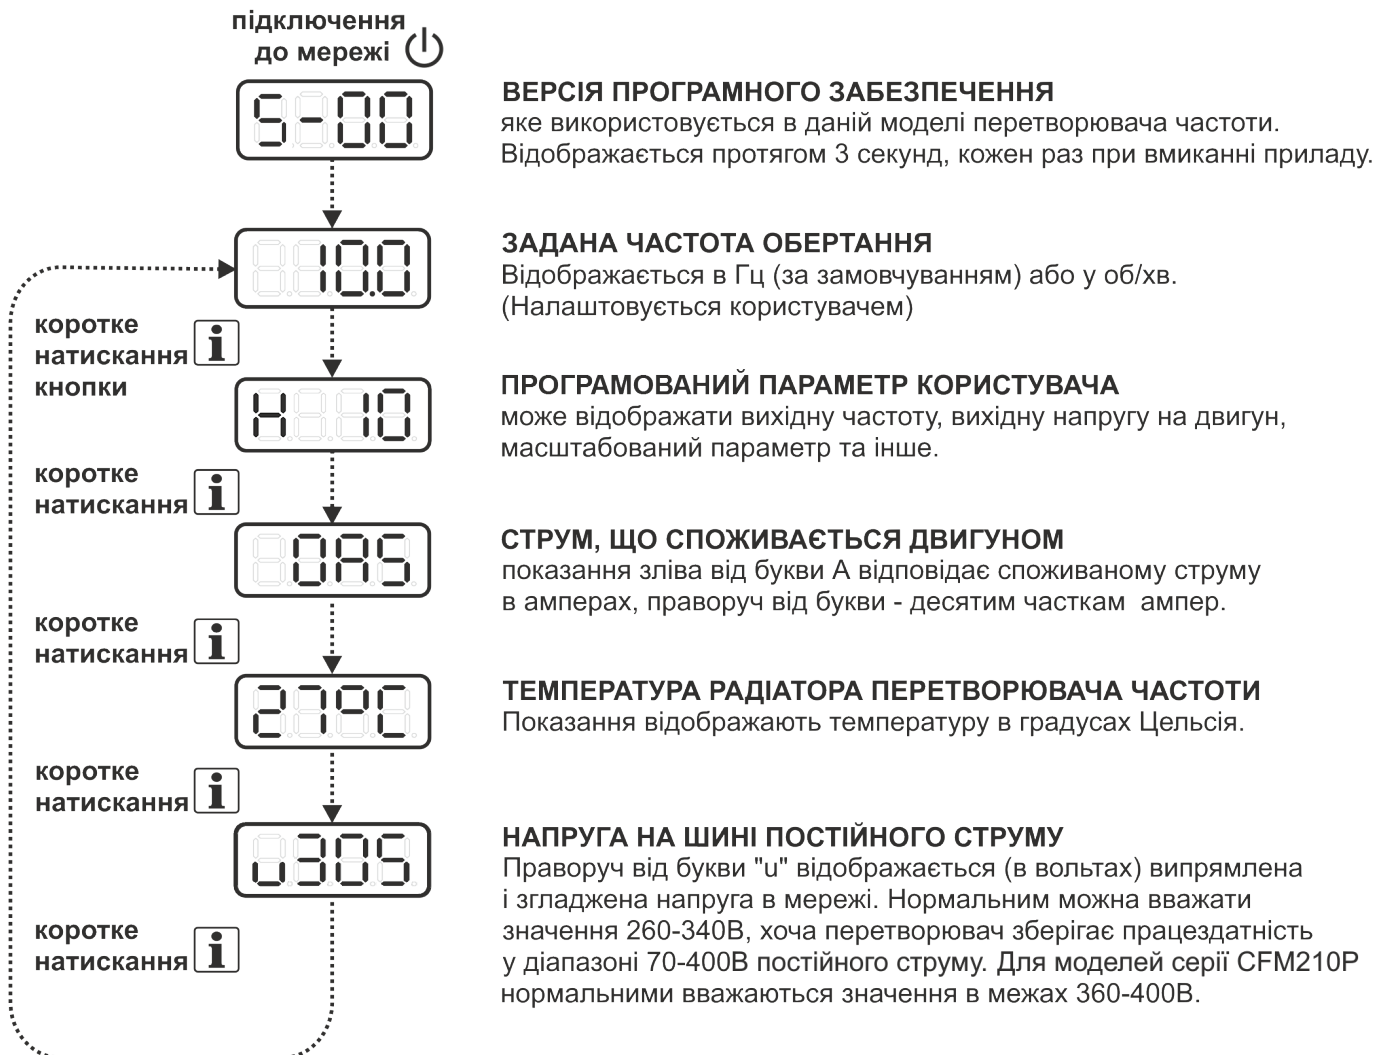 підключення
до мережі
S-00
ВЕРСІЯ ПРОГРАМНОГО ЗАБЕЗПЕЧЕННЯ
яке використовується в даній моделі перетворювача частоти.
Відображається протягом 3 секунд, кожен раз при вмиканні приладу.
10.0
ЗАДАНА ЧАСТОТА ОБЕРТАННЯ
Відображається в Гц (за замовчуванням) або у об/хв.
(Налаштовується користувачем)
коротке
натискання i
кнопки
H 10
ПРОГРАМОВАНИЙ ПАРАМЕТР КОРИСТУВАЧА
може відображати вихідну частоту, вихідну напругу на двигун,
масштабований параметр та інше.
коротке
натискання i
0A5
СТРУМ, ЩО СПОЖИВАЄТЬСЯ ДВИГУНОМ
показання зліва від букви А відповідає споживаному струму
в амперах, праворуч від букви - десятим часткам ампер.
коротке
натискання i
27°C
ТЕМПЕРАТУРА РАДІАТОРА ПЕРЕТВОРЮВАЧА ЧАСТОТИ
Показання відображають температуру в градусах Цельсія.
коротке
натискання i
u305
НАПРУГА НА ШИНІ ПОСТІЙНОГО СТРУМУ
Праворуч від букви "u" відображається (в вольтах) випрямлена
і згладжена напруга в мережі. Нормальним можна вважати
значення 260-340В, хоча перетворювач зберігає працездатність
у діапазоні 70-400В постійного струму. Для моделей серії CFM210P
нормальними вважаються значення в межах 360-400В.
коротке
натискання i